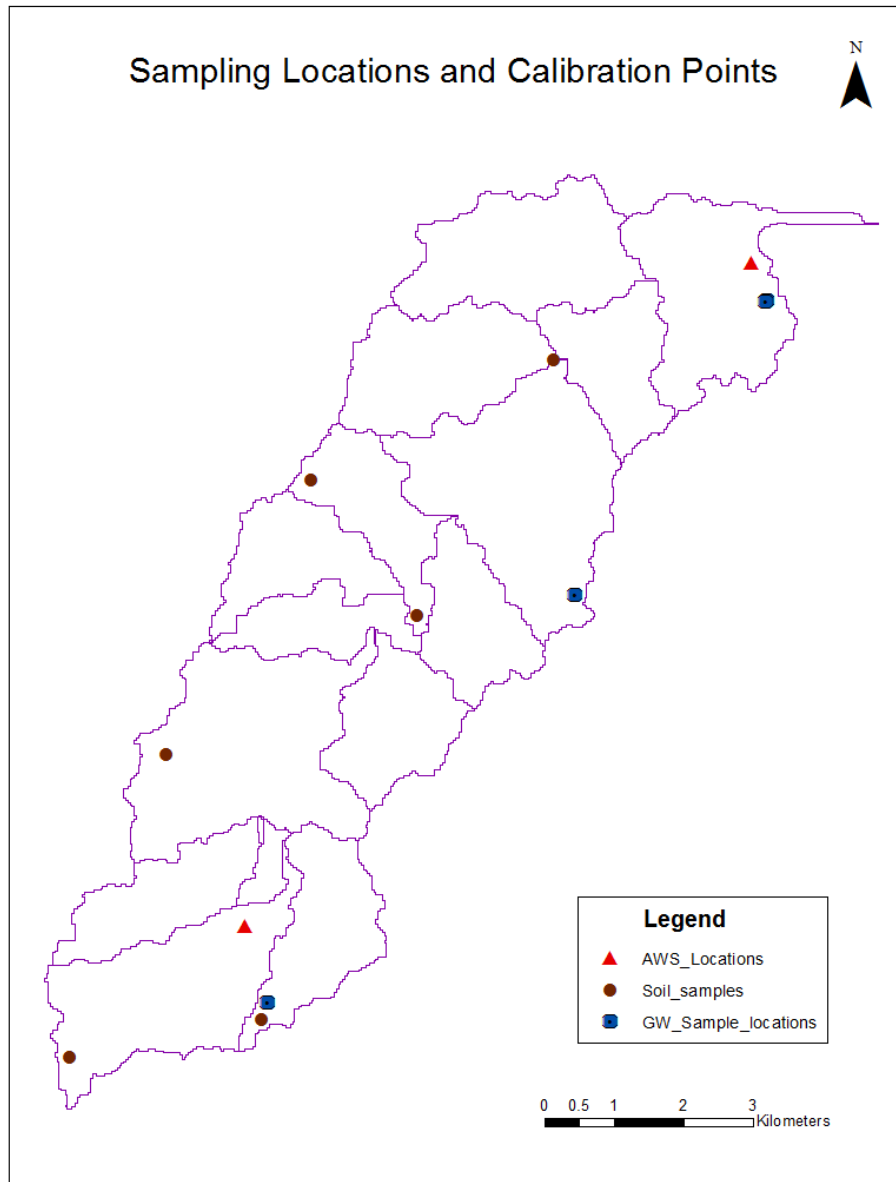 N
Sampling Locations and Calibration Points
Legend
AWS_Locations
Soil_samples
GW_Sample_locations
0 0.5 1 2 3
Kilometers